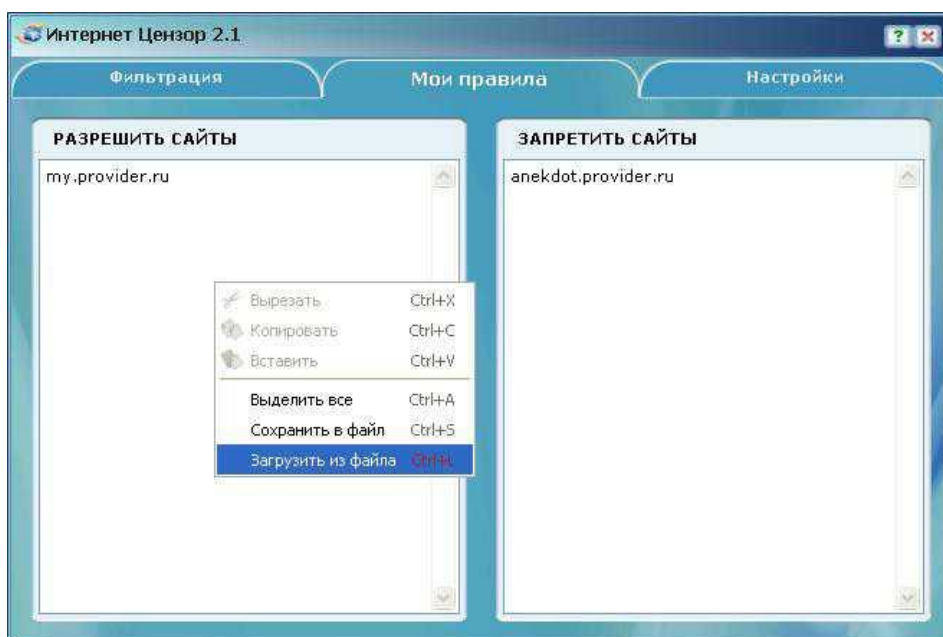 Интернет Цензор 2.1
Фильтрация
Мои правила
Настройки
РАЗРЕШИТЬ САЙТЫ
my.provider.ru
ЗАПРЕТИТЬ САЙТЫ
anekdot.provider.ru
Вырезать Ctrl+X
Копировать Ctrl+C
Вставить Ctrl+V
Выделить все Ctrl+A
Сохранить в файл Ctrl+S
Загрузить из файла Ctrl+L